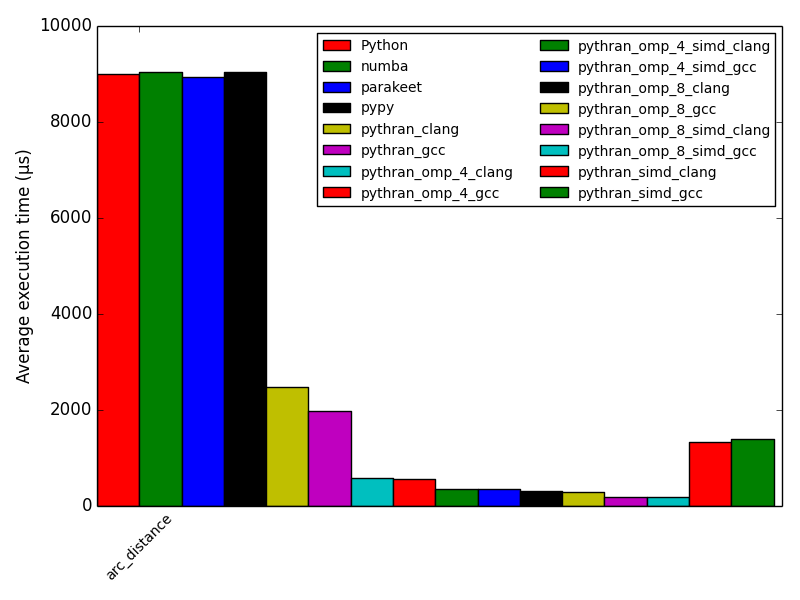 10000
8000
6000
4000
2000
0
Average execution time (µs)
arc_distance
Python
numba
parakeet
pypy
pythran_clang
pythran_gcc
pythran_omp_4_clang
pythran_omp_4_gcc
pythran_omp_4_simd_clang
pythran_omp_4_simd_gcc
pythran_omp_8_clang
pythran_omp_8_gcc
pythran_omp_8_simd_clang
pythran_omp_8_simd_gcc
pythran_simd_clang
pythran_simd_gcc